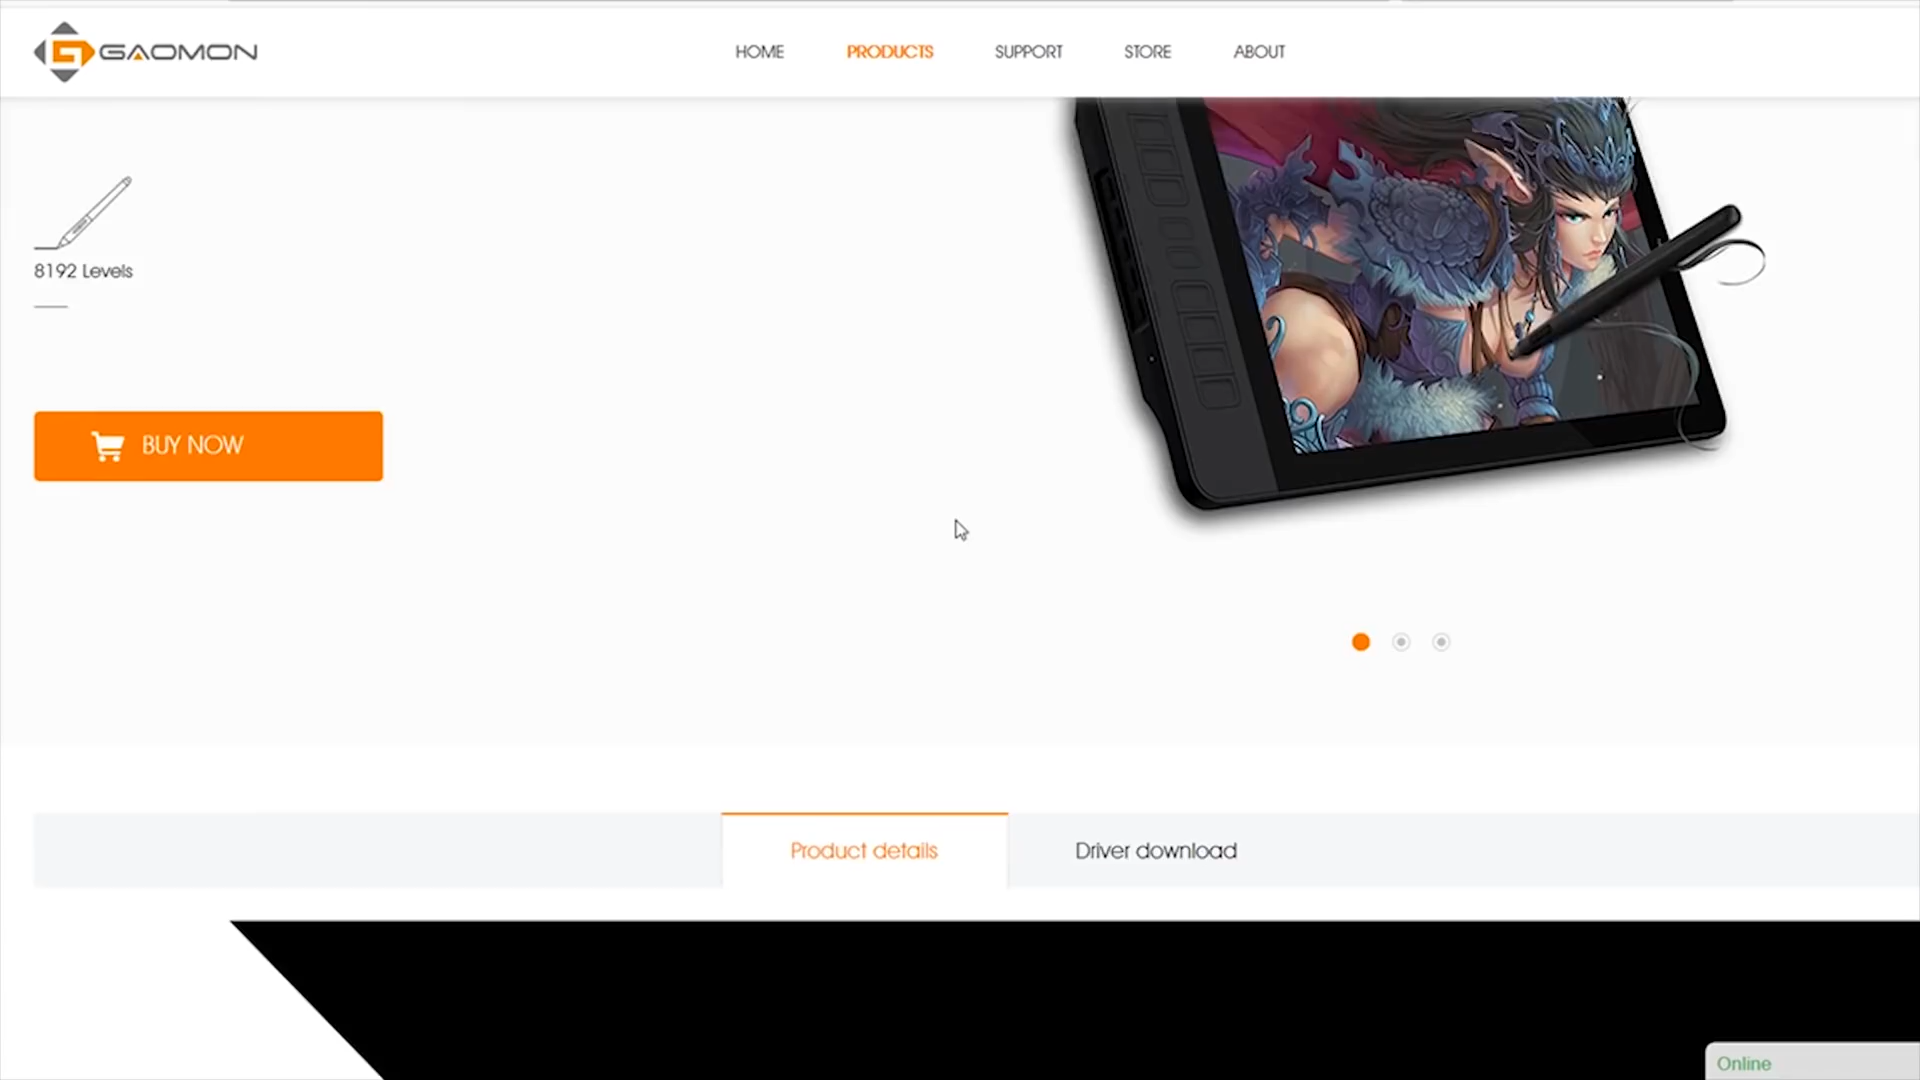 GAOMON
HOME
PRODUCTS
SUPPORT
STORE
ABOUT
8192 Levels
BUY NOW
Product details
Driver download
Online